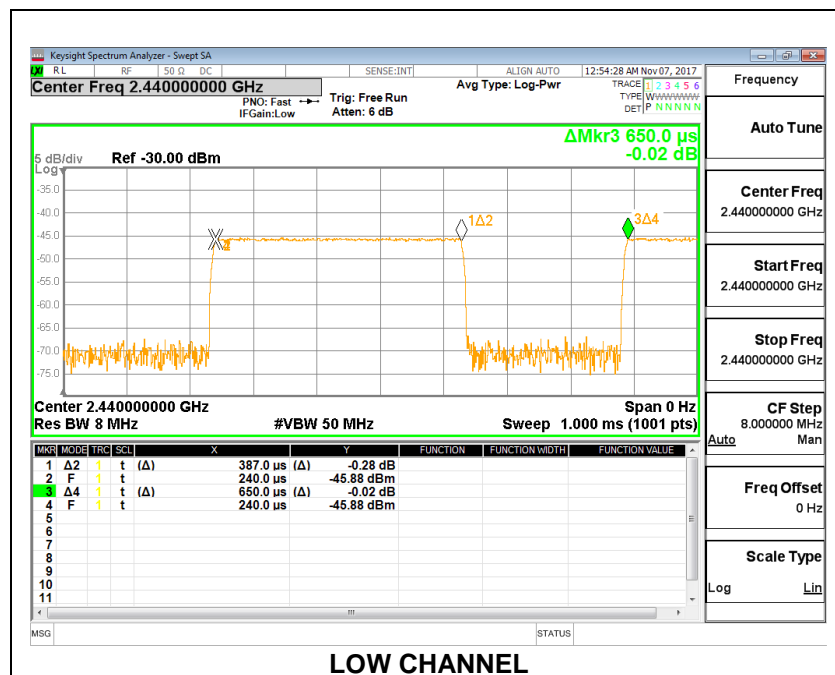 Keysight Spectrum Analyzer - Swept SA
LXI RL RF 50 Ω DC SENSE:INT ALIGN AUTO 12:54:28 AM Nov 07, 2017
Center Freq 2.440000000 GHz
PNO: Fast
IFGain:Low
Trig: Free Run
Atten: 6 dB
Avg Type: Log-Pwr
TRACE 1 2 3 4 5 6
TYPE WWWWWW
DET P N N N N N
ΔMkr3 650.0 µs
-0.02 dB
5 dB/div Ref -30.00 dBm
Log
-35.0
-40.0
-45.0
-50.0
-55.0
-60.0
-65.0
-70.0
-75.0
1Δ2
3Δ4
Center 2.440000000 GHz Span 0 Hz
Res BW 8 MHz #VBW 50 MHz Sweep 1.000 ms (1001 pts)
MKR MODE TRC SCL X Y FUNCTION FUNCTION WIDTH FUNCTION VALUE
1 Δ2 1 t (Δ) 387.0 µs (Δ) -0.28 dB
2 F 1 t 240.0 µs -45.88 dBm
3 Δ4 1 t (Δ) 650.0 µs (Δ) -0.02 dB
4 F 1 t 240.0 µs -45.88 dBm
5
6
7
8
9
10
11
MSG STATUS
Frequency
Auto Tune
Center Freq
2.440000000 GHz
Start Freq
2.440000000 GHz
Stop Freq
2.440000000 GHz
CF Step
8.000000 MHz
Auto Man
Freq Offset
0 Hz
Scale Type
Log Lin
LOW CHANNEL